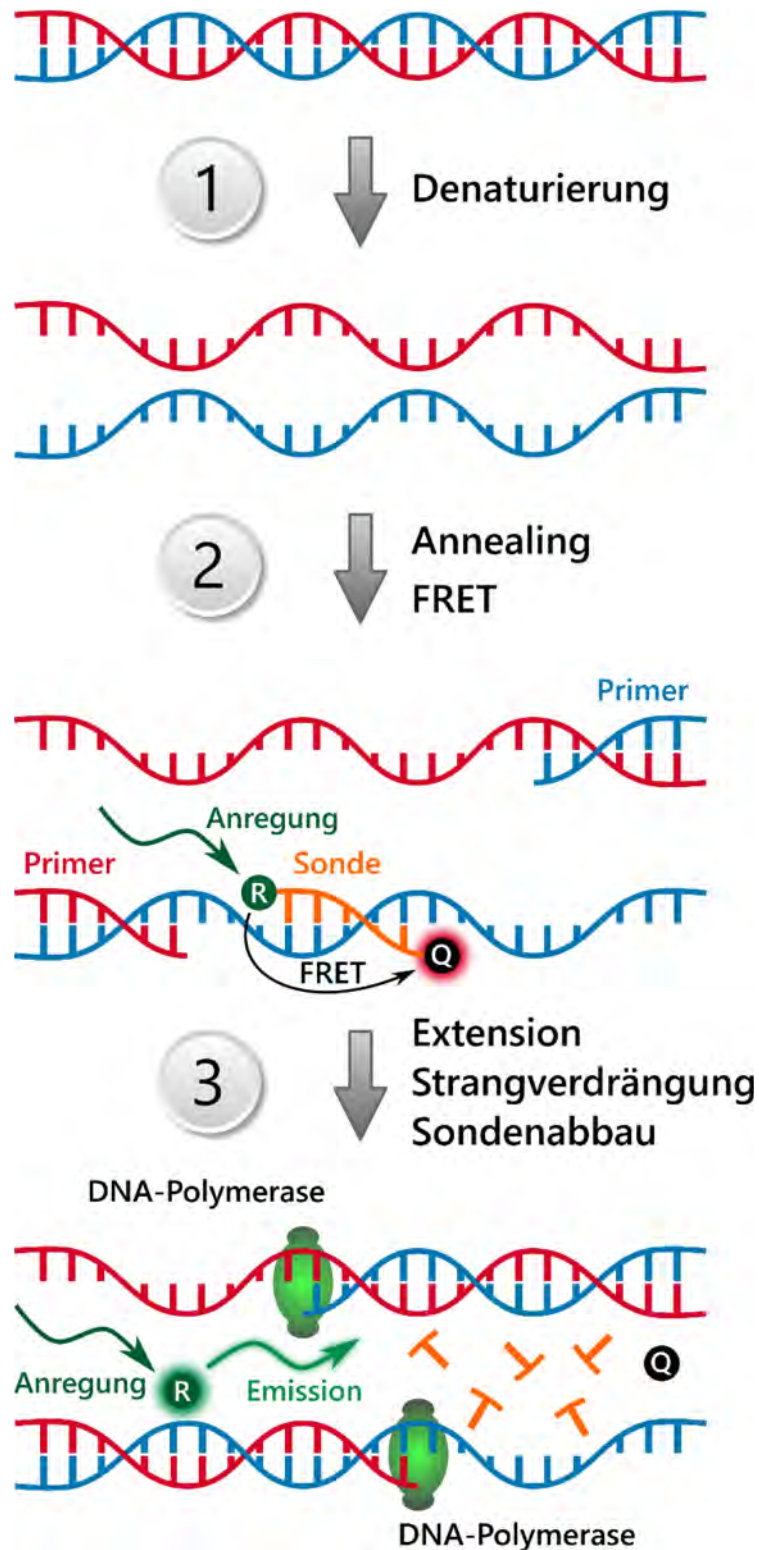 1
Denaturierung
2
Annealing
FRET
Primer
Anregung
Primer
Sonde
R
Q
FRET
3
Extension
Strangverdrängung
Sondenabbau
DNA-Polymerase
Anregung
R
Emission
Q
DNA-Polymerase